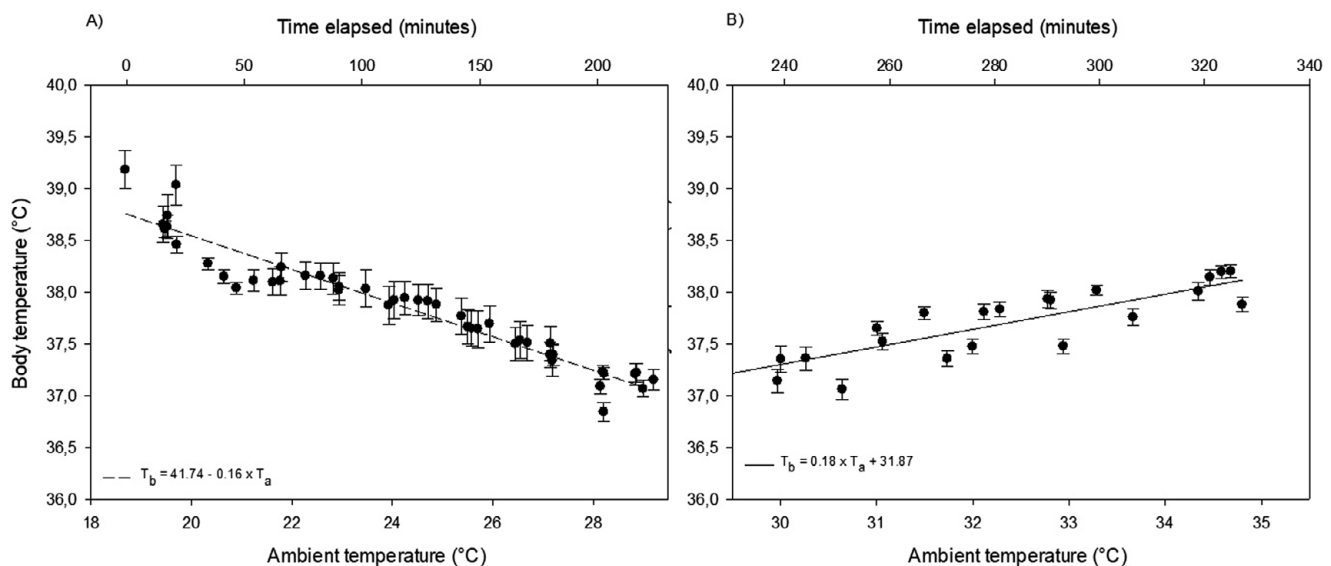 A)
Time elapsed (minutes)
0 50 100 150 200
40,0
39,5
39,0
38,5
38,0
37,5
37,0
36,5
36,0
Body temperature (°C)
T_b = 41.74 - 0.16 x T_a
18 20 22 24 26 28
Ambient temperature (°C)
B)
Time elapsed (minutes)
240 260 280 300 320 340
40,0
39,5
39,0
38,5
38,0
37,5
37,0
36,5
36,0
T_b = 0.18 x T_a + 31.87
30 31 32 33 34 35
Ambient temperature (°C)